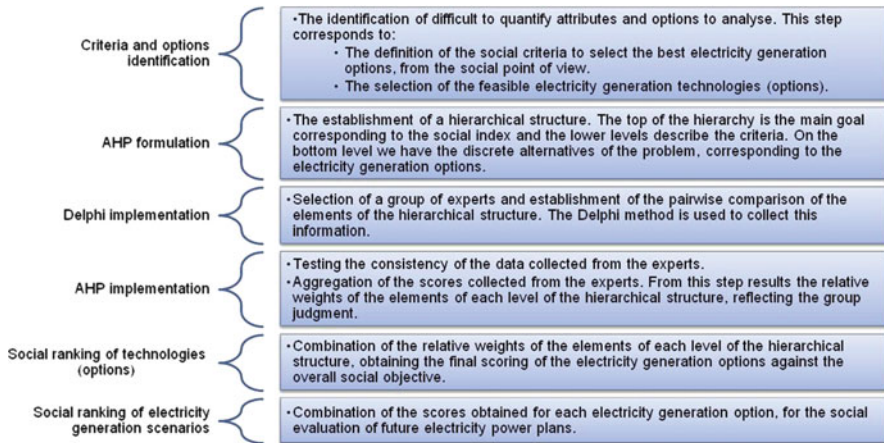 Criteria and options
identification
•The identification of difficult to quantify attributes and options to analyse. This step
corresponds to:
• The definition of the social criteria to select the best electricity generation
options, from the social point of view.
• The selection of the feasible electricity generation technologies (options).
AHP formulation
•The establishment of a hierarchical structure. The top of the hierarchy is the main goal
corresponding to the social index and the lower levels describe the criteria. On the
bottom level we have the discrete alternatives of the problem, corresponding to the
electricity generation options.
Delphi implementation
•Selection of a group of experts and establishment of the pairwise comparison of the
elements of the hierarchical structure. The Delphi method is used to collect this
information.
AHP implementation
•Testing the consistency of the data collected from the experts.
•Aggregation of the scores collected from the experts. From this step results the relative
weights of the elements of each level of the hierarchical structure, reflecting the group
judgment.
Social ranking of technologies
(options)
•Combination of the relative weights of the elements of each level of the hierarchical
structure, obtaining the final scoring of the electricity generation options against the
overall social objective.
Social ranking of electricity
generation scenarios
•Combination of the scores obtained for each electricity generation option, for the social
evaluation of future electricity power plans.